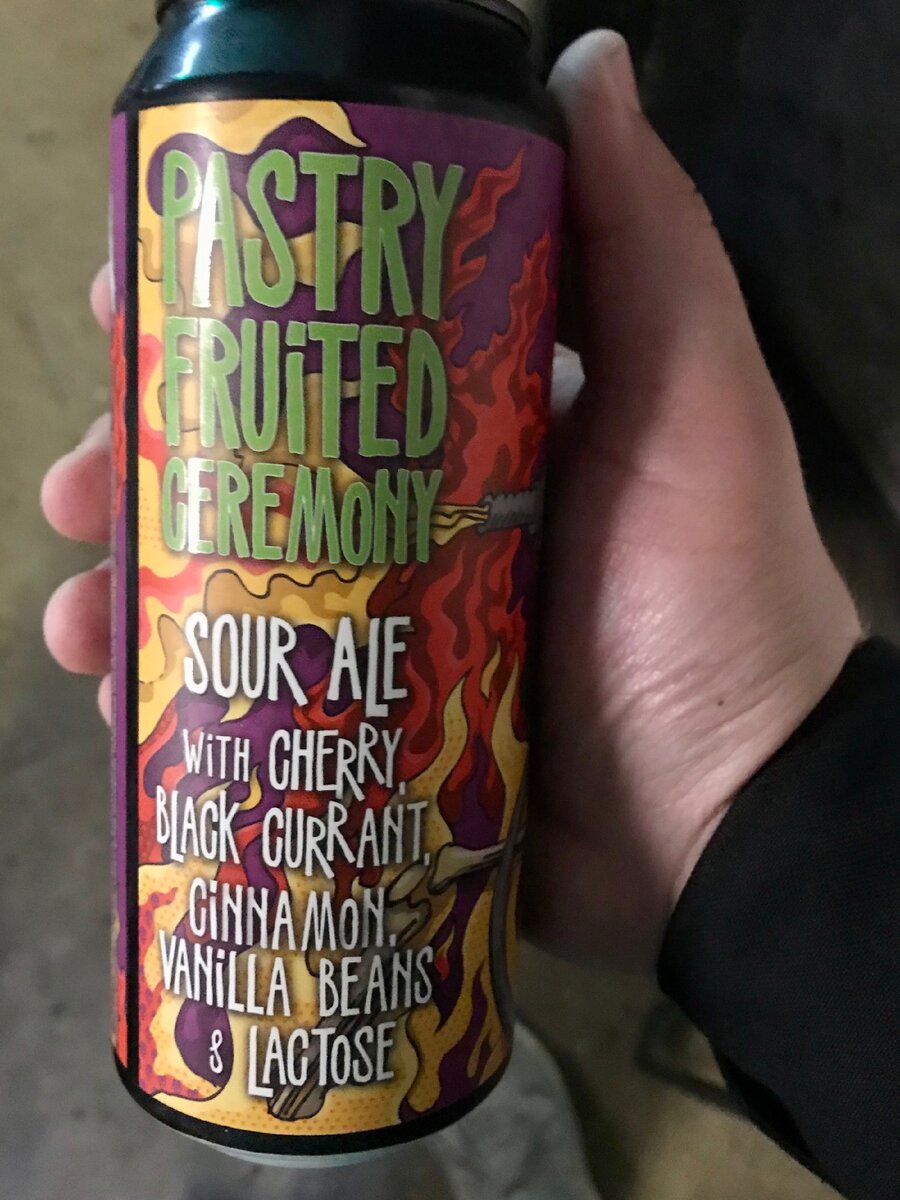 PASTRY
FRUiTED
CEREMONY
SOUR ALE
WiTH CHERRY,
BLACK CURRANT,
CiNNAMON,
VANiLLA BEANS
& LACTOSE